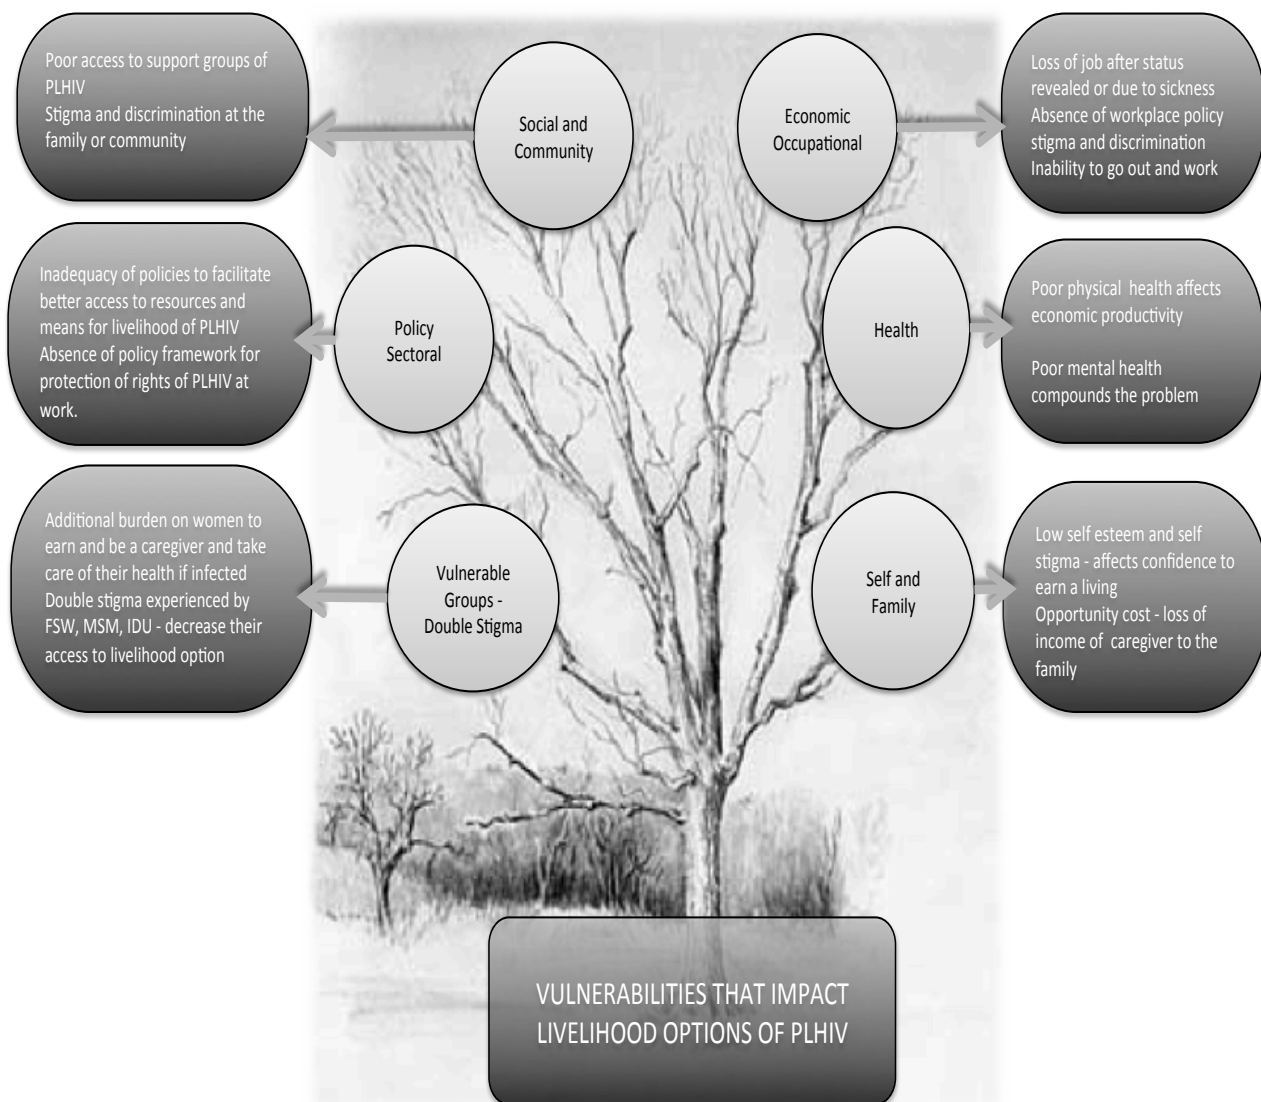 Poor access to support groups of
PLHIV
Stigma and discrimination at the
family or community
Social and
Community
Economic
Occupational
Loss of job after status
revealed or due to sickness
Absence of workplace policy
stigma and discrimination
Inability to go out and work
Inadequacy of policies to facilitate
better access to resources and
means for livelihood of PLHIV
Absence of policy framework for
protection of rights of PLHIV at
work.
Policy
Sectoral
Health
Poor physical health affects
economic productivity
Poor mental health
compounds the problem
Additional burden on women to
earn and be a caregiver and take
care of their health if infected
Double stigma experienced by
FSW, MSM, IDU - decrease their
access to livelihood option
Vulnerable
Groups -
Double Stigma
Self and
Family
Low self esteem and self
stigma - affects confidence to
earn a living
Opportunity cost - loss of
income of caregiver to the
family
VULNERABILITIES THAT IMPACT
LIVELIHOOD OPTIONS OF PLHIV